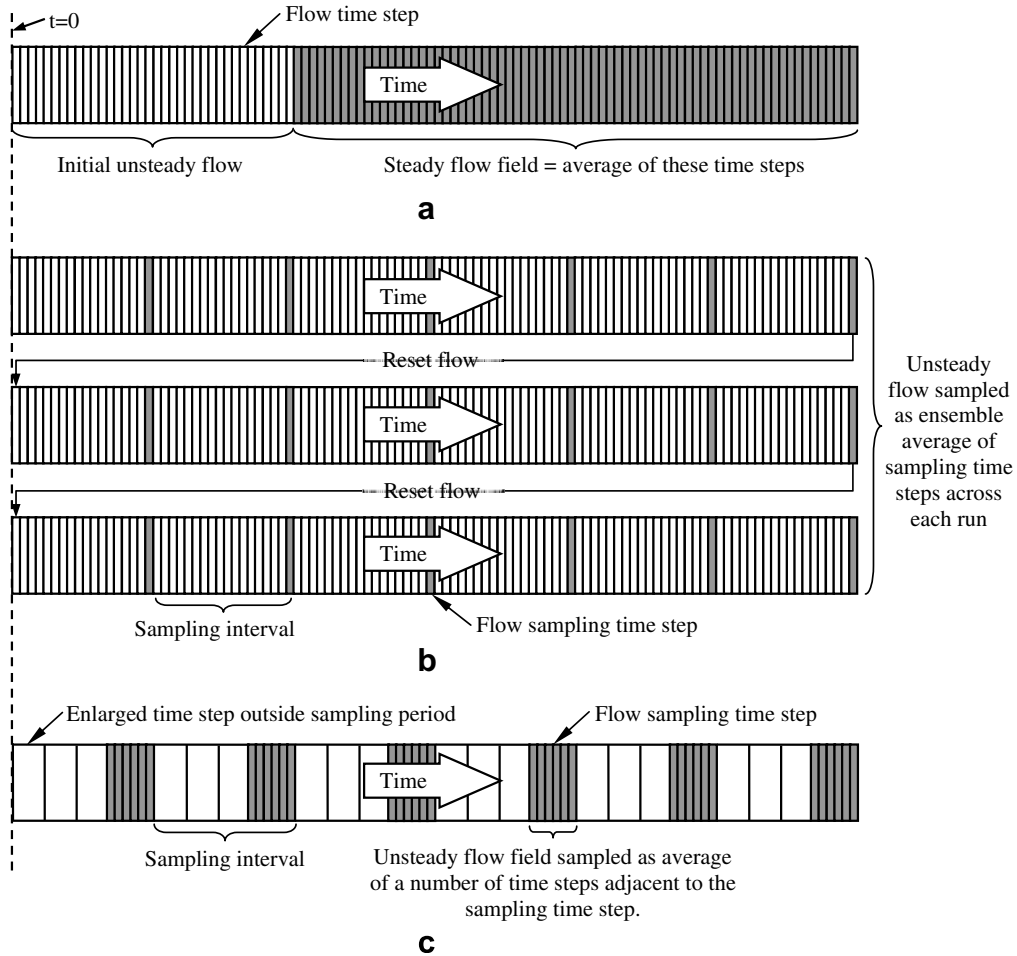 t=0
Flow time step
Time
Initial unsteady flow
Steady flow field = average of these time steps
a
Time
Reset flow
Time
Reset flow
Time
Unsteady
flow sampled
as ensemble
average of
sampling time
steps across
each run
Sampling interval
Flow sampling time step
b
Enlarged time step outside sampling period
Flow sampling time step
Time
Sampling interval
Unsteady flow field sampled as average
of a number of time steps adjacent to the
sampling time step.
c